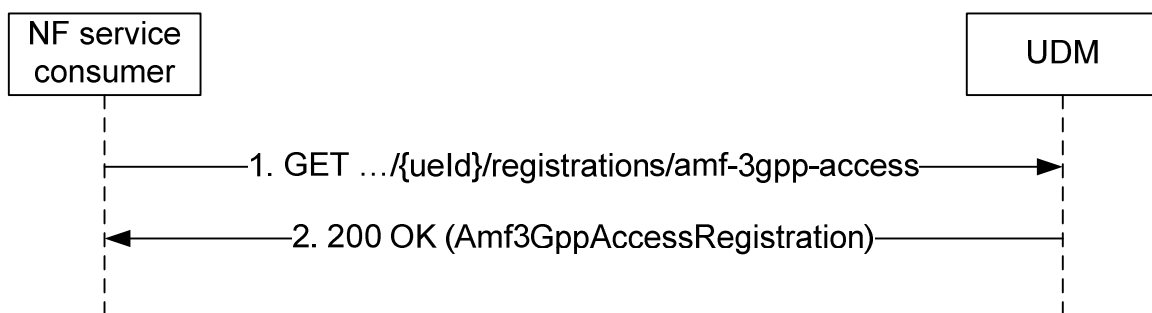 NF service
consumer
UDM
1. GET …/{ueId}/registrations/amf-3gpp-access
2. 200 OK (Amf3GppAccessRegistration)